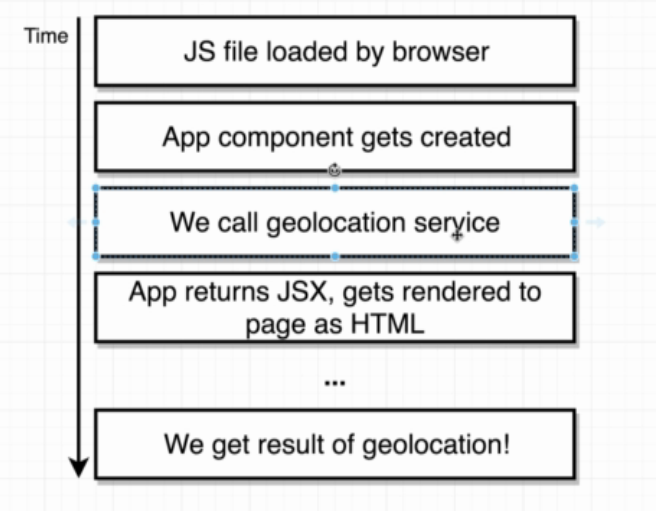 Time
JS file loaded by browser
App component gets created
We call geolocation service
App returns JSX, gets rendered to
page as HTML
...
We get result of geolocation!